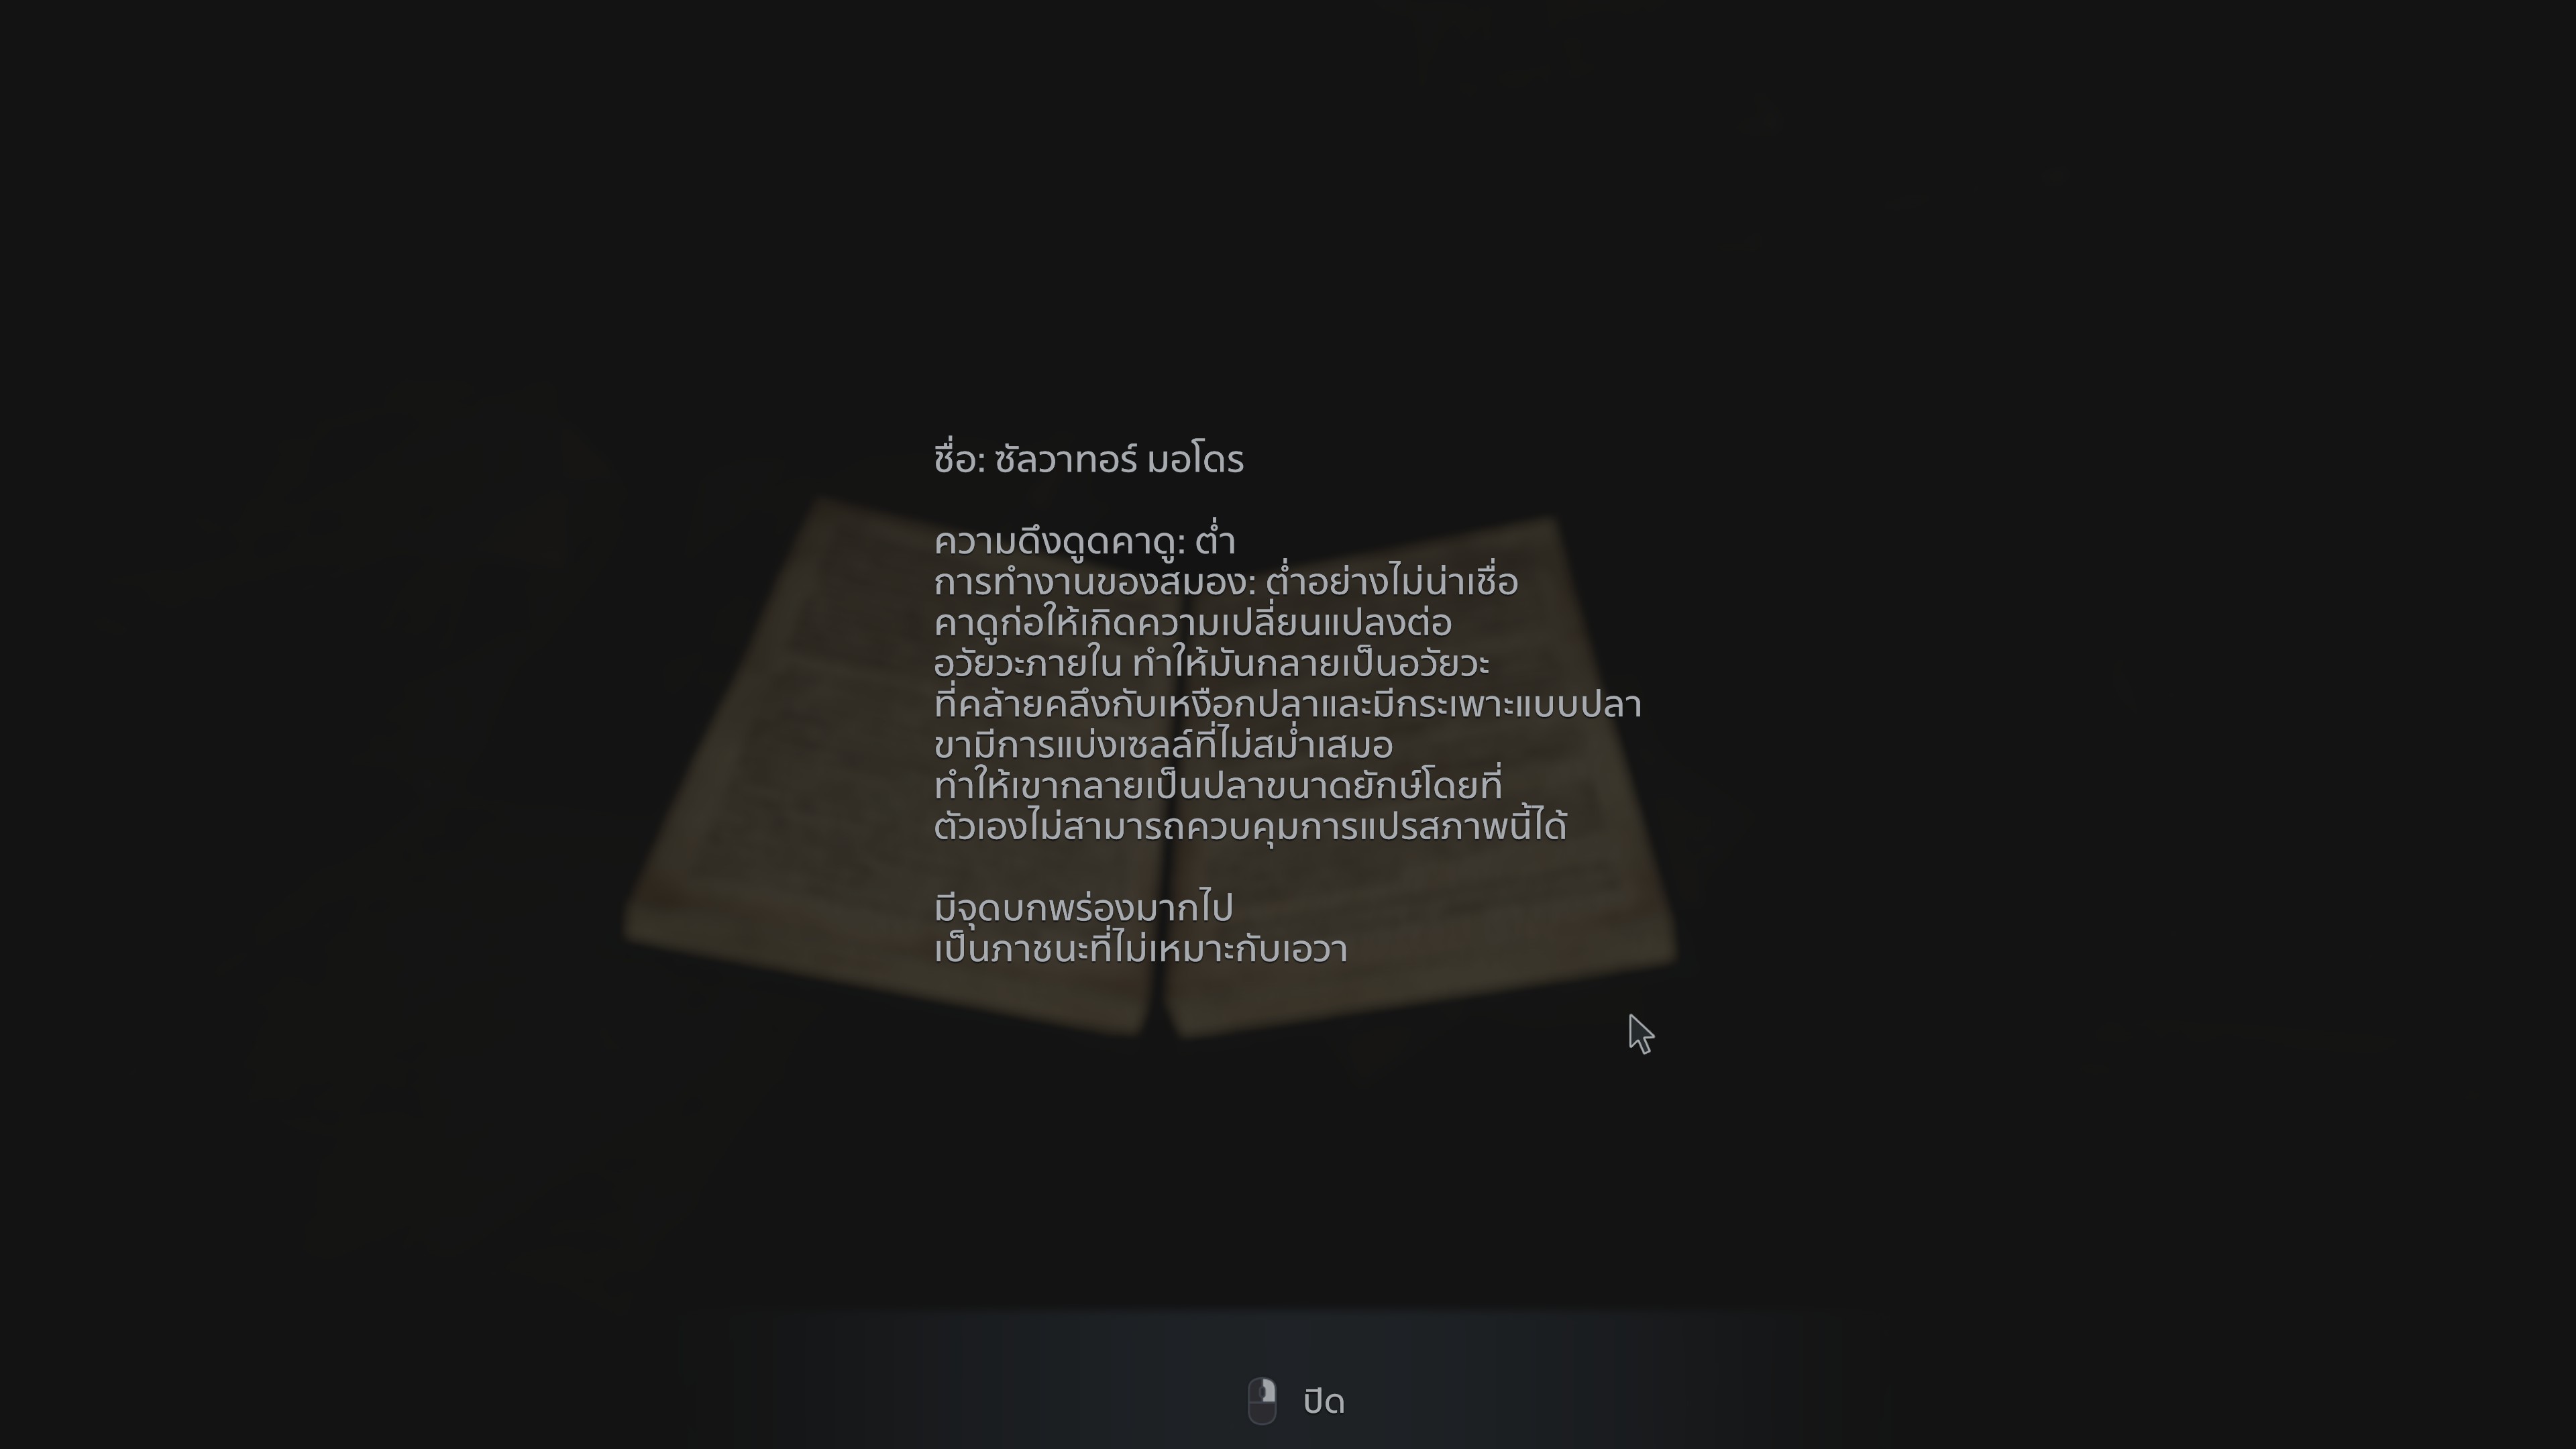 ชื่อ: ซัลวาทอร์ มอโดร
ความดึงดูดคาดู: ต่ำ
การทำงานของสมอง: ต่ำอย่างไม่น่าเชื่อ
คาดูก่อให้เกิดความเปลี่ยนแปลงต่อ
อวัยวะภายใน ทำให้มันกลายเป็นอวัยวะ
ที่คล้ายคลึงกับเหงือกปลาและมีกระเพาะแบบปลา
ขามีการแบ่งเซลล์ที่ไม่สม่ำเสมอ
ทำให้เขากลายเป็นปลาขนาดยักษ์โดยที่
ตัวเองไม่สามารถควบคุมการแปรสภาพนี้ได้
มีจุดบกพร่องมากไป
เป็นภาชนะที่ไม่เหมาะกับเอวา
ปิด